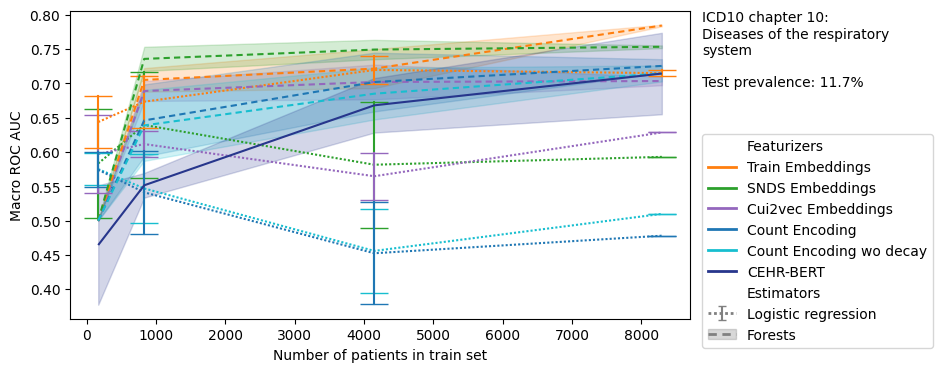 ICD10 chapter 10:
Diseases of the respiratory
system
Test prevalence: 11.7%
Macro ROC AUC
0.80
0.75
0.70
0.65
0.60
0.55
0.50
0.45
0.40
0 1000 2000 3000 4000 5000 6000 7000 8000
Number of patients in train set
Featurizers
Train Embeddings
SNDS Embeddings
Cui2vec Embeddings
Count Encoding
Count Encoding wo decay
CEHR-BERT
Estimators
Logistic regression
Forests